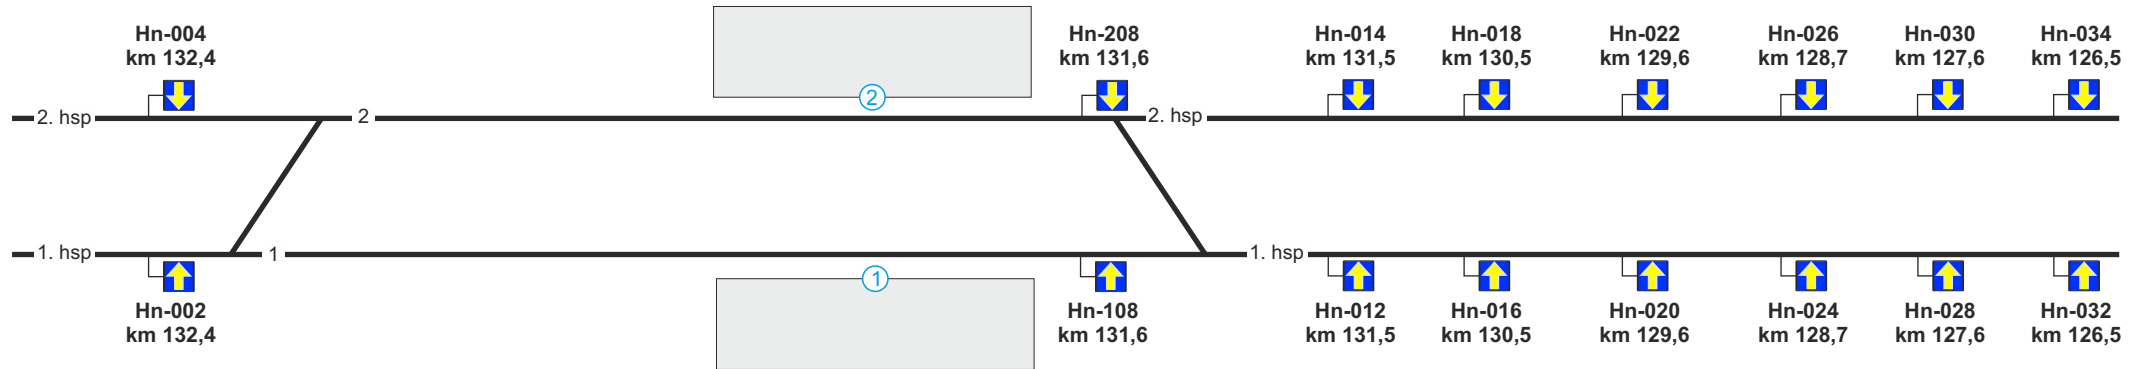 Hn-004
km 132,4
Hn-208
km 131,6
Hn-014
km 131,5
Hn-018
km 130,5
Hn-022
km 129,6
Hn-026
km 128,7
Hn-030
km 127,6
Hn-034
km 126,5
2
2. hsp
2
2. hsp
1. hsp
1
1. hsp
1
Hn-002
km 132,4
Hn-108
km 131,6
Hn-012
km 131,5
Hn-016
km 130,5
Hn-020
km 129,6
Hn-024
km 128,7
Hn-028
km 127,6
Hn-032
km 126,5